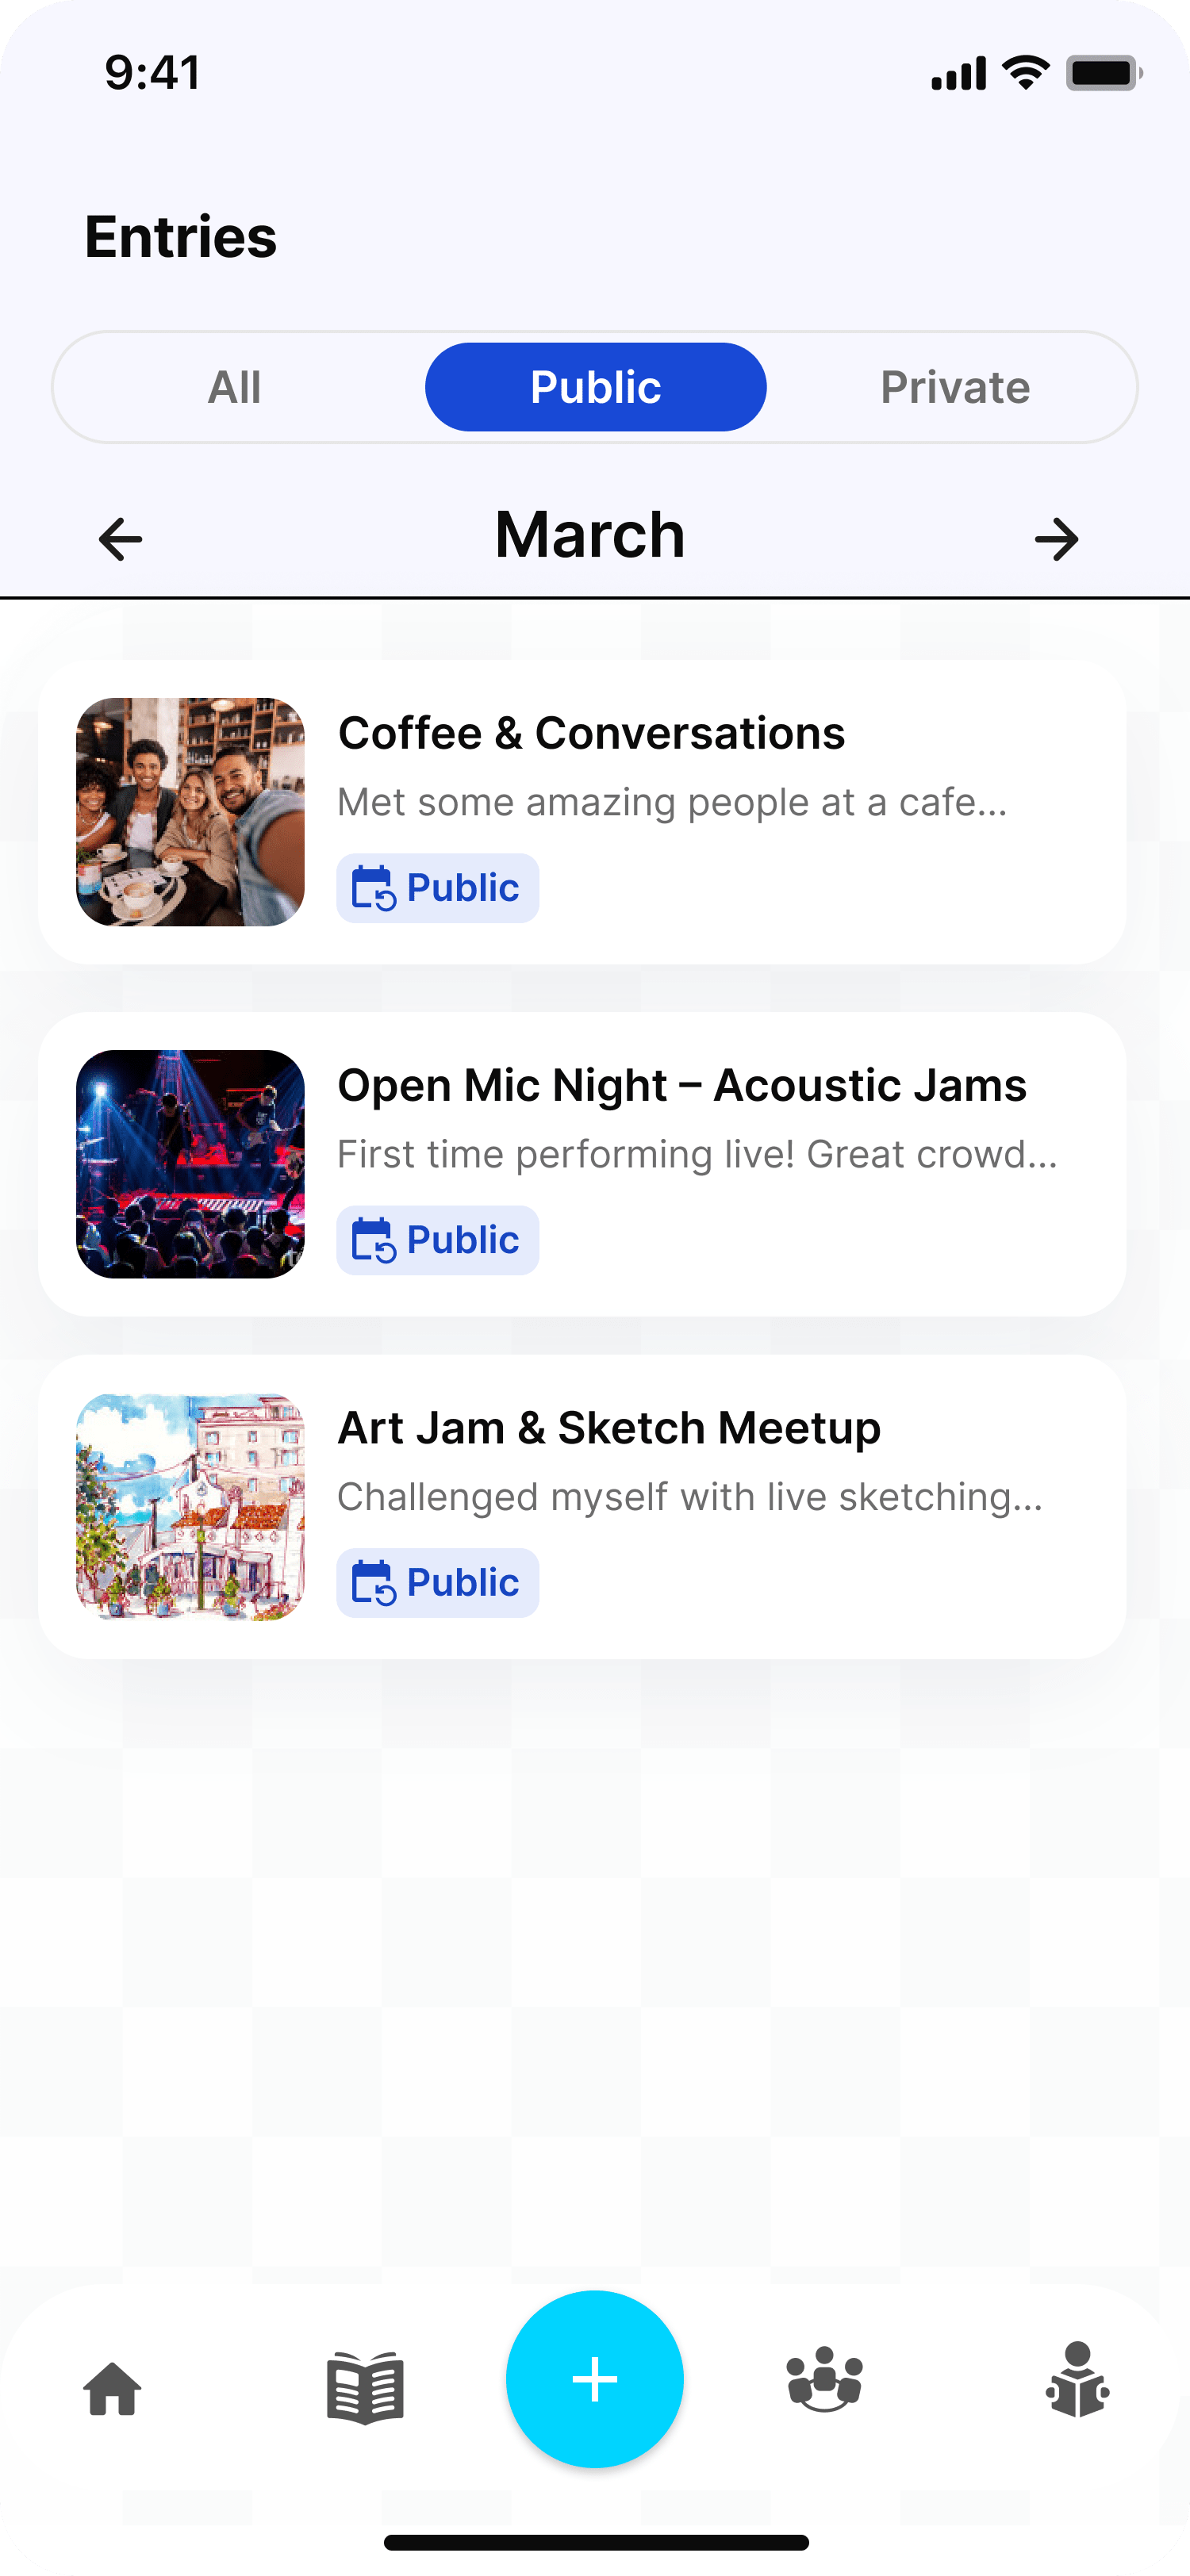 9:41
Entries
All Public Private
March
Coffee & Conversations
Met some amazing people at a cafe...
Public
Open Mic Night – Acoustic Jams
First time performing live! Great crowd...
Public
Art Jam & Sketch Meetup
Challenged myself with live sketching...
Public